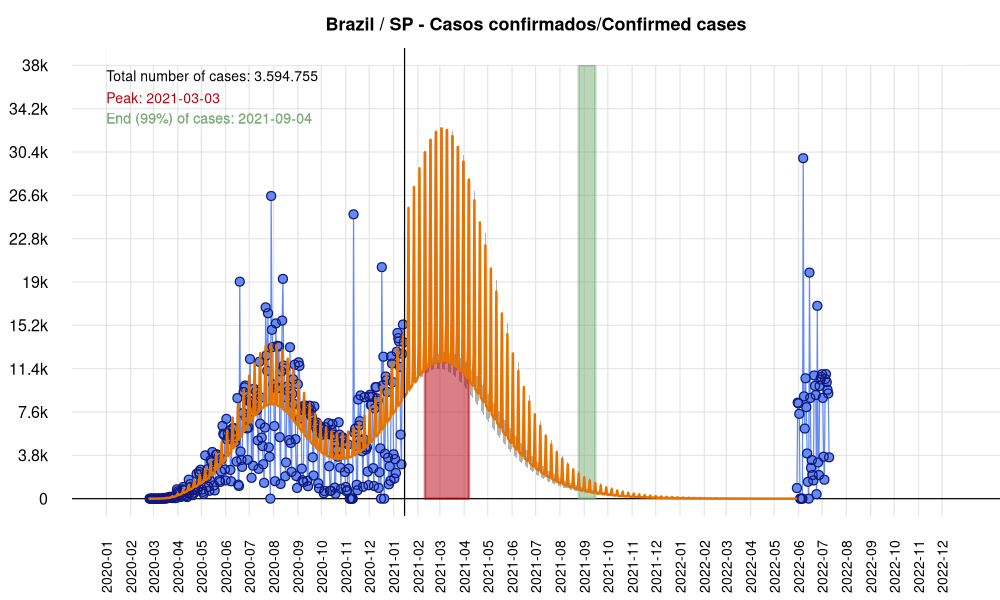 Brazil / SP - Casos confirmados/Confirmed cases
38k
Total number of cases: 3.594.755
Peak: 2021-03-03
End (99%) of cases: 2021-09-04
34.2k
30.4k
26.6k
22.8k
19k
15.2k
11.4k
7.6k
3.8k
0
2020-01
2020-02
2020-03
2020-04
2020-05
2020-06
2020-07
2020-08
2020-09
2020-10
2020-11
2020-12
2021-01
2021-02
2021-03
2021-04
2021-05
2021-06
2021-07
2021-08
2021-09
2021-10
2021-11
2021-12
2022-01
2022-02
2022-03
2022-04
2022-05
2022-06
2022-07
2022-08
2022-09
2022-10
2022-11
2022-12